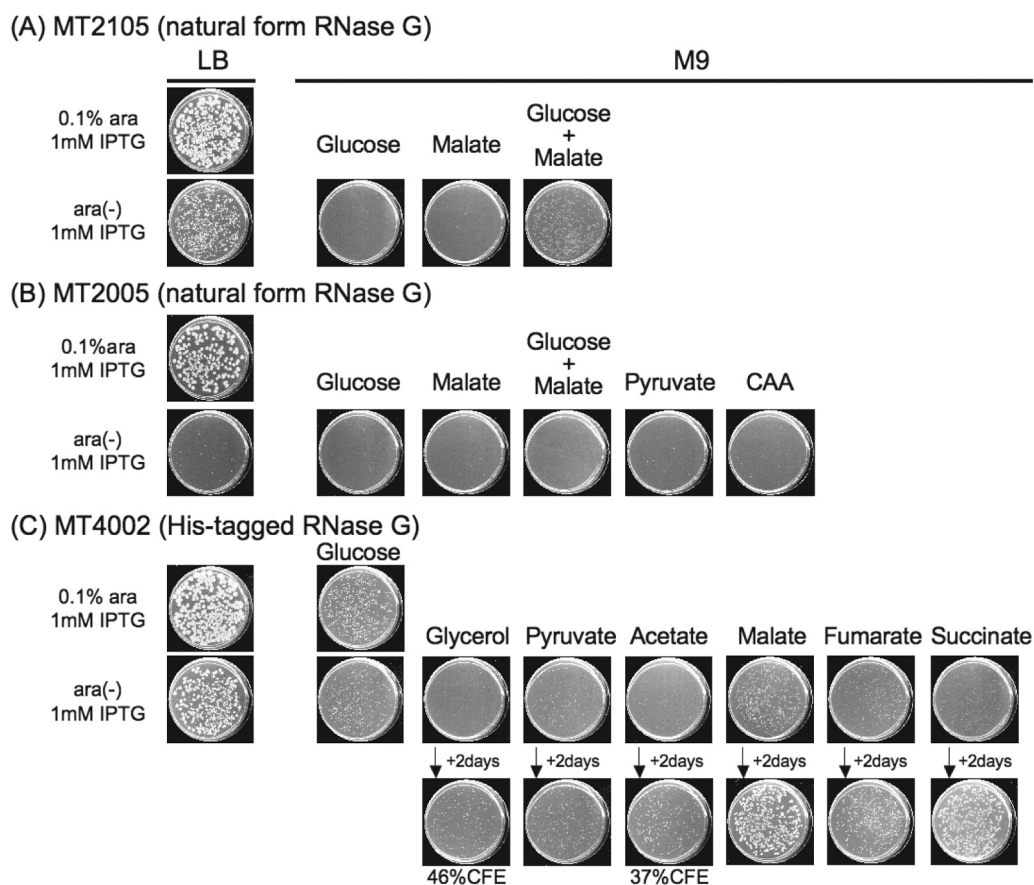 (A) MT2105 (natural form RNase G)
LB M9
0.1% ara
1mM IPTG
Glucose Malate Glucose
+
Malate
ara(-)
1mM IPTG
(B) MT2005 (natural form RNase G)
0.1%ara
1mM IPTG
Glucose Malate Glucose
+
Malate Pyruvate CAA
ara(-)
1mM IPTG
(C) MT4002 (His-tagged RNase G)
Glucose
0.1% ara
1mM IPTG
Glycerol Pyruvate Acetate Malate Fumarate Succinate
ara(-)
1mM IPTG
+2days +2days +2days +2days +2days +2days
46%CFE 37%CFE